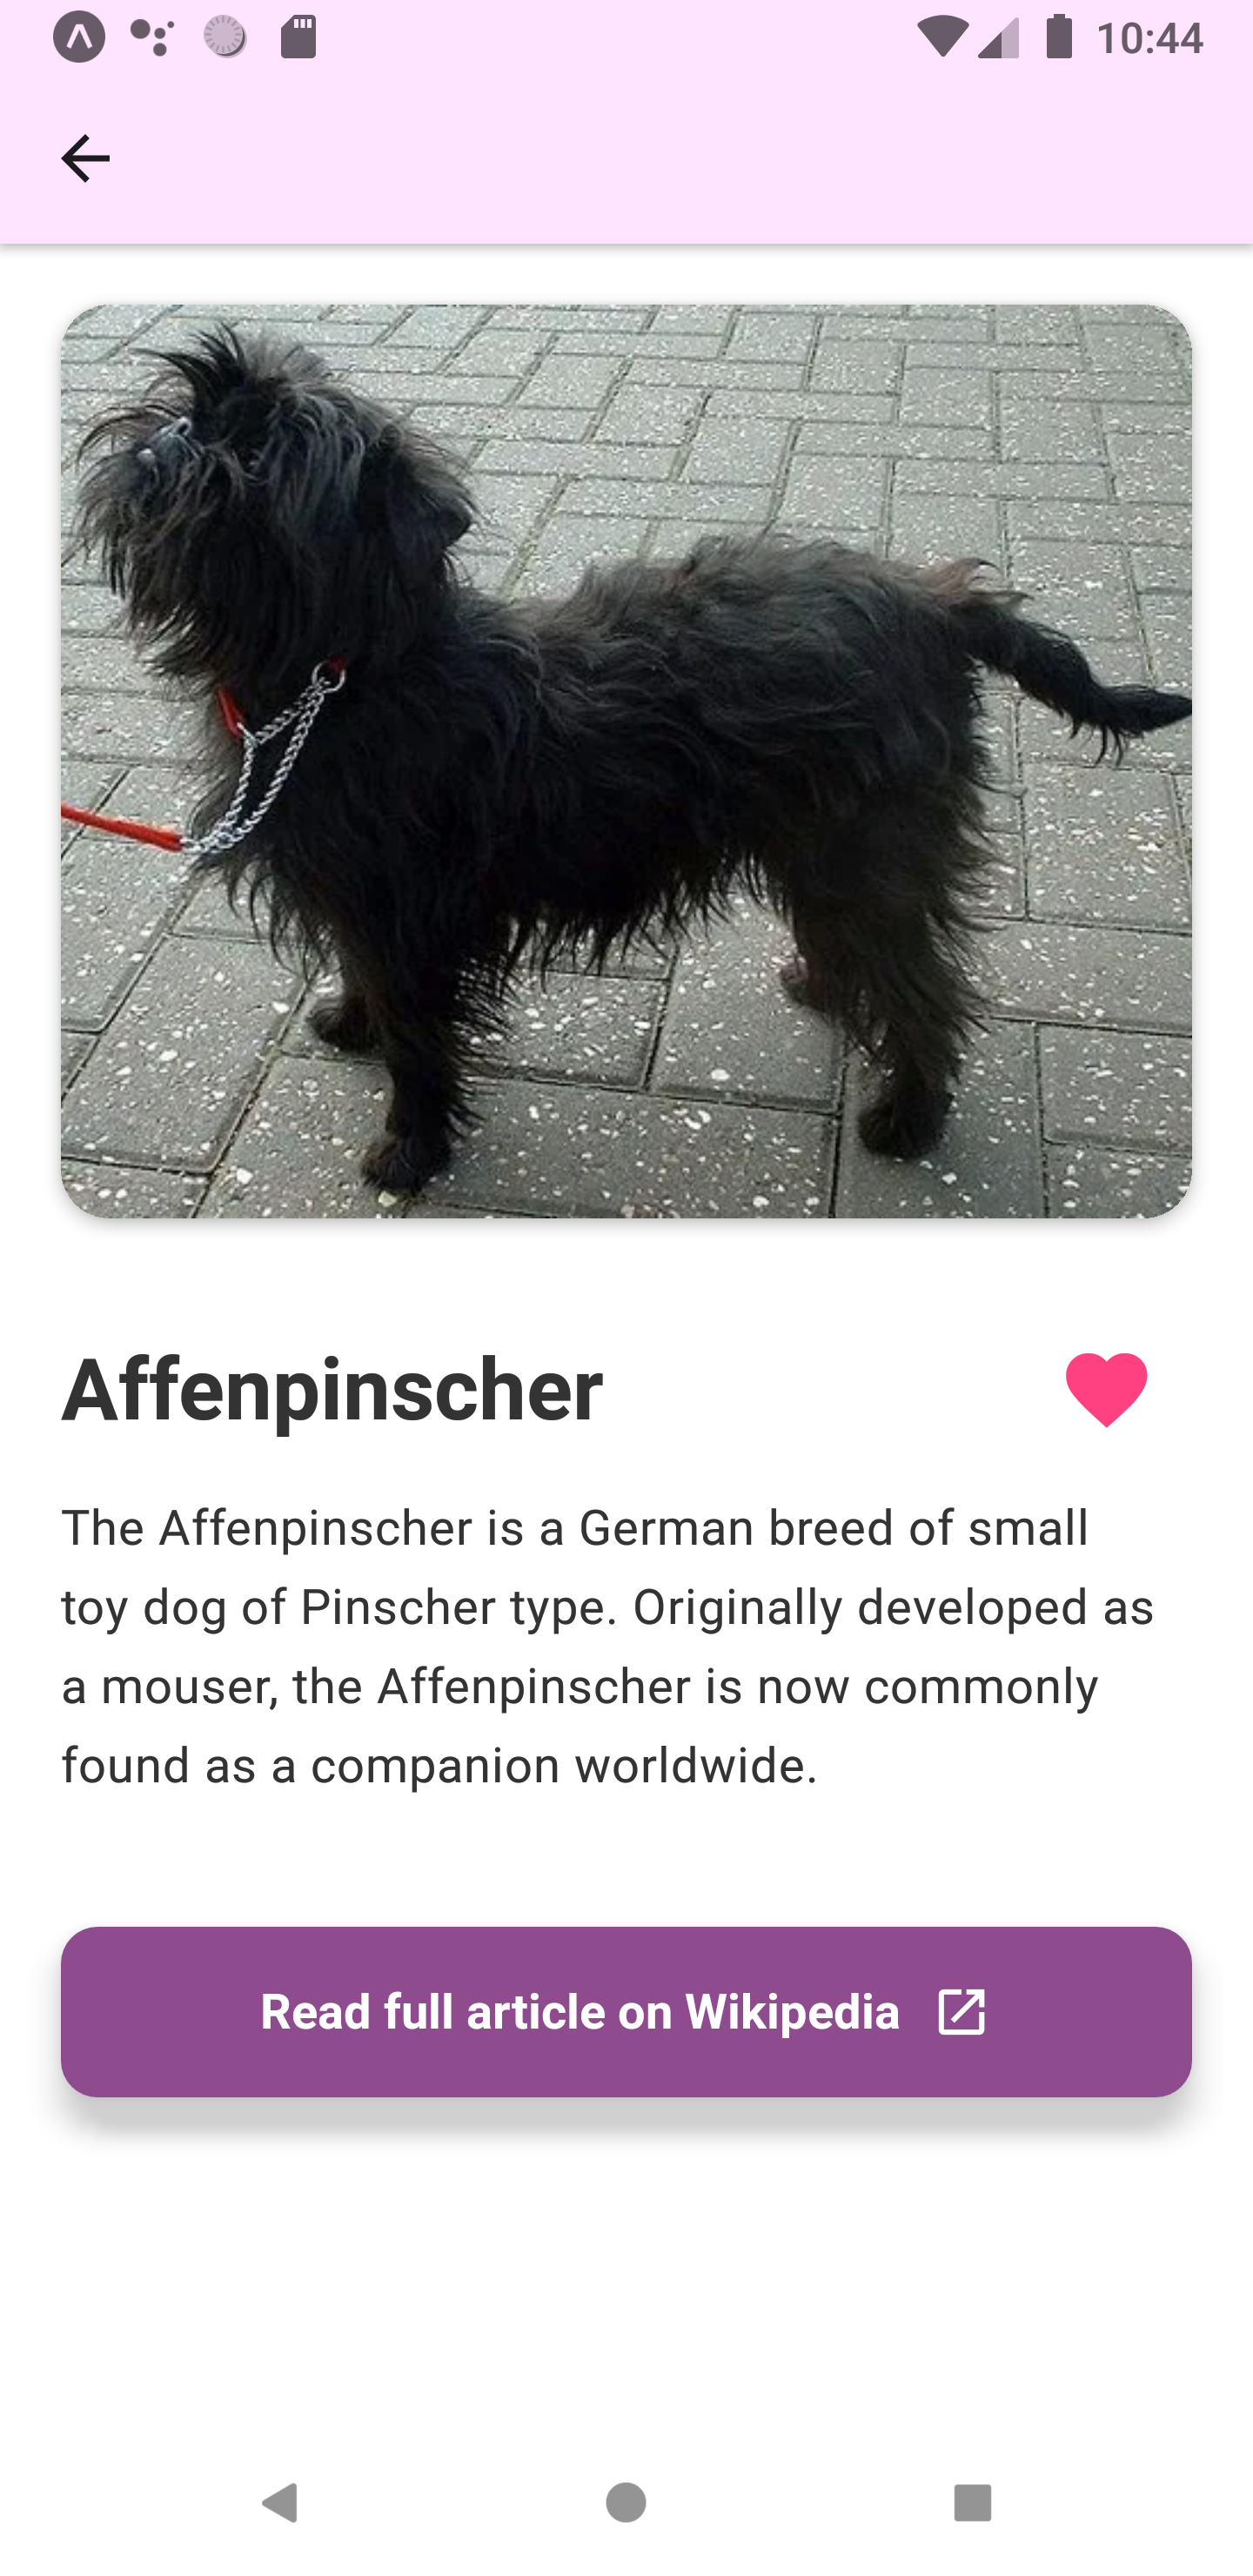 10:44
Affenpinscher
The Affenpinscher is a German breed of small
toy dog of Pinscher type. Originally developed as
a mouser, the Affenpinscher is now commonly
found as a companion worldwide.
Read full article on Wikipedia